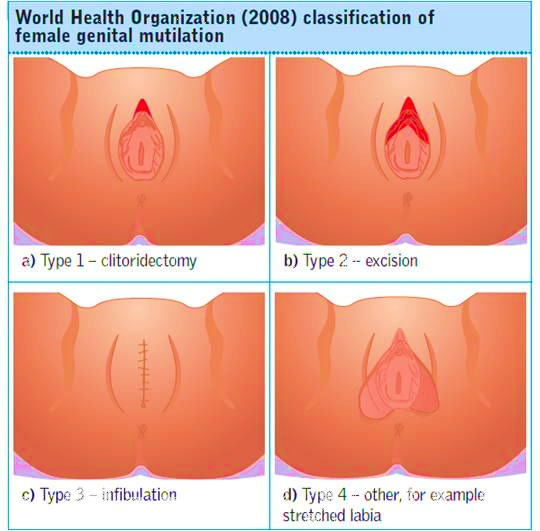 World Health Organization (2008) classification of
female genital mutilation
a) Type 1 – clitoridectomy
b) Type 2 – excision
c) Type 3 – infibulation
d) Type 4 – other, for example
stretched labia